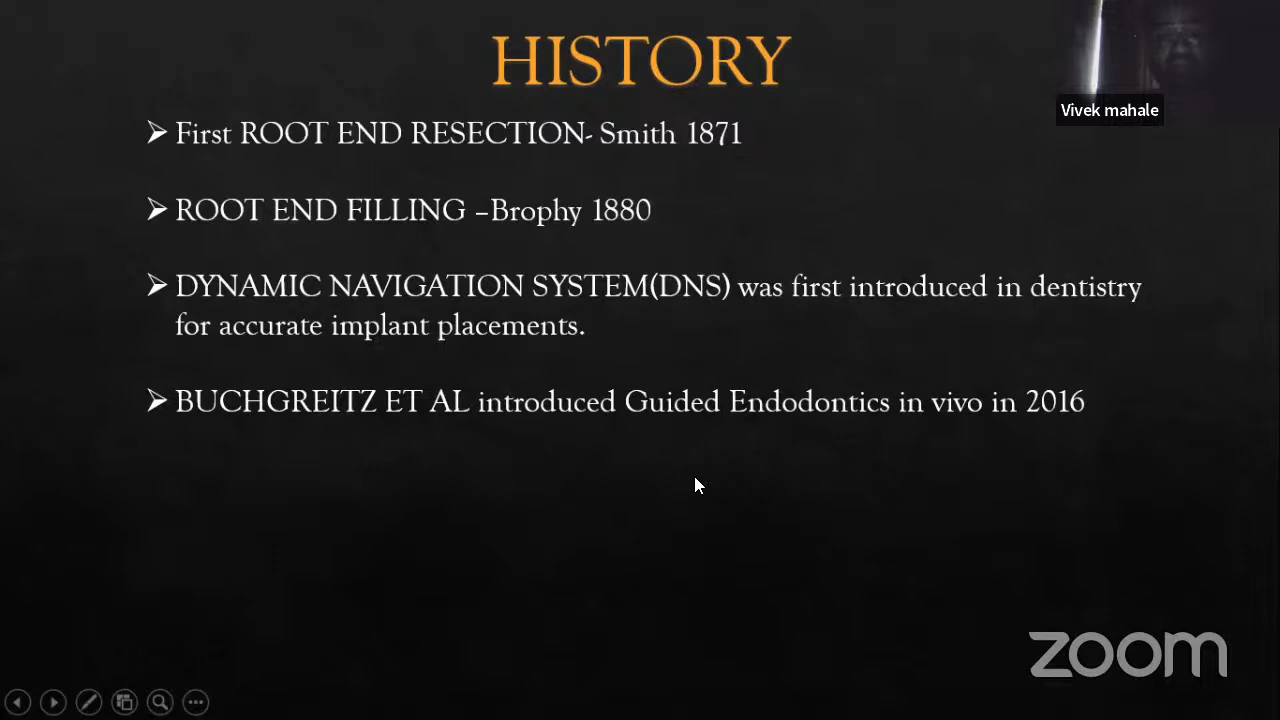 HISTORY
Vivek mahale
➢ First ROOT END RESECTION- Smith 1871
➢ ROOT END FILLING –Brophy 1880
➢ DYNAMIC NAVIGATION SYSTEM(DNS) was first introduced in dentistry
for accurate implant placements.
➢ BUCHGREITZ ET AL introduced Guided Endodontics in vivo in 2016
zoom